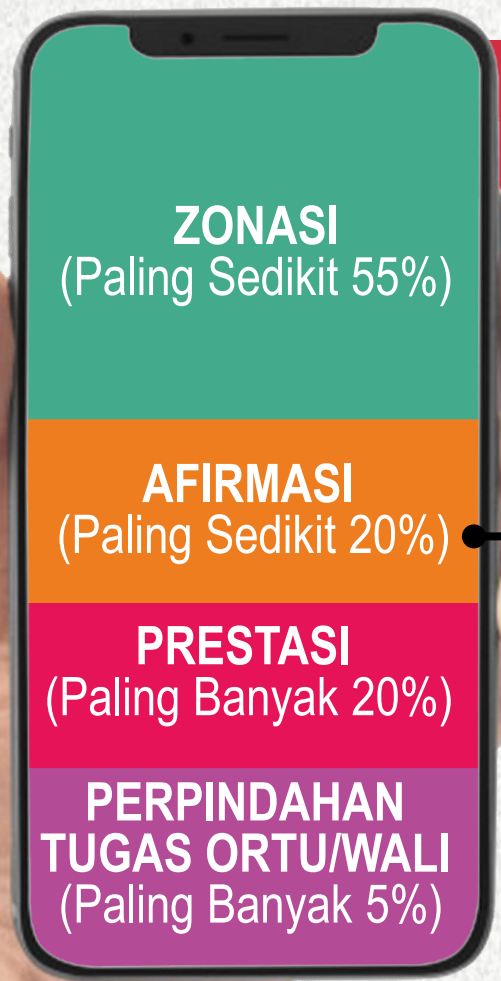 ZONASI
(Paling Sedikit 55%)
AFIRMASI
(Paling Sedikit 20%)
PRESTASI
(Paling Banyak 20%)
PERPINDAHAN
TUGAS ORTU/WALI
(Paling Banyak 5%)